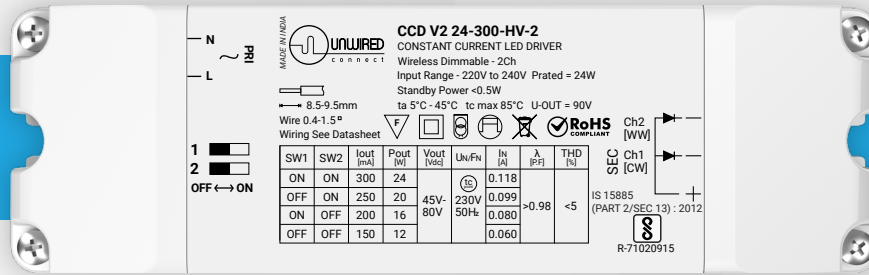 N
PRI
L
1
2
OFF ↔ ON
MADE IN INDIA
UNWIRED
connect
CCD V2 24-300-HV-2
CONSTANT CURRENT LED DRIVER
Wireless Dimmable - 2Ch
Input Range - 220V to 240V Prated = 24W
Standby Power <0.5W
ta 5°C - 45°C tc max 85°C U-OUT = 90V
8.5-9.5mm
Wire 0.4-1.5¤
Wiring See Datasheet
F
RoHS
COMPLIANT
SW1 SW2 Iout [mA] Pout [W] Vout [Vdc] UN/FN IN [A] λ [P.F] THD [%]
ON ON 300 24 45V-80V tc 230V 50Hz 0.118 >0.98 <5
OFF ON 250 20 0.099
ON OFF 200 16 0.080
OFF OFF 150 12 0.060
SEC
Ch2
[WW]
Ch1
[CW]
IS 15885
(PART 2/SEC 13) : 2012
R-71020915